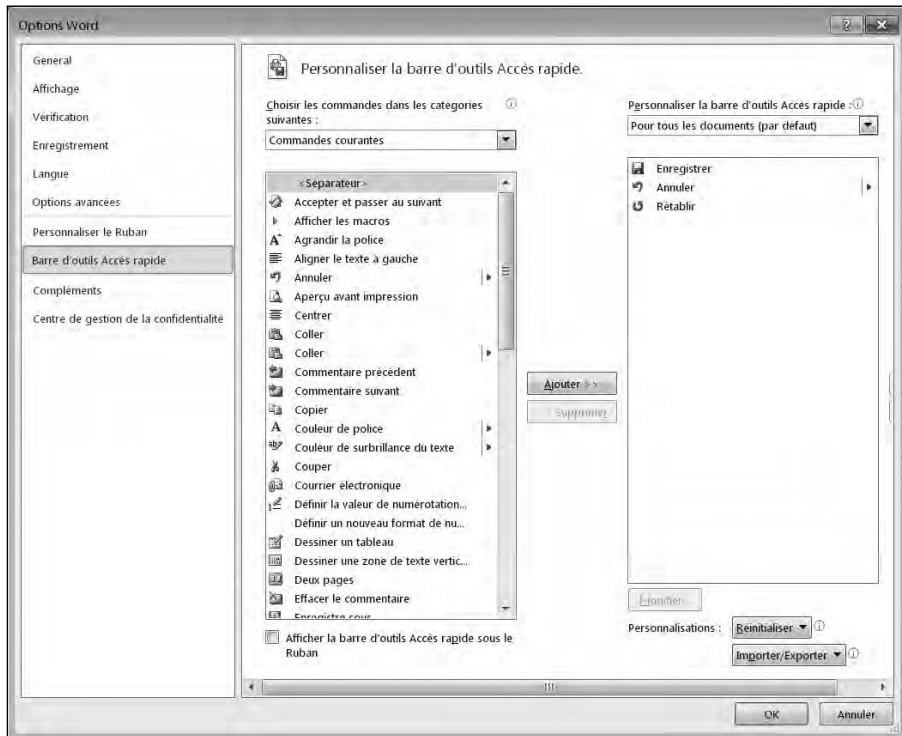 Options Word
General
Affichage
Vérification
Enregistrement
Langue
Options avancées
Personnaliser le Ruban
Barre d'outils Accès rapide
Compléments
Centre de gestion de la confidentialité
Personnaliser la barre d'outils Accès rapide.
Choisir les commandes dans les catégories
suivantes :
Commandes courantes
<Séparateur>
Accepter et passer au suivant
Afficher les macros
Agrandir la police
Aligner le texte à gauche
Annuler
Aperçu avant impression
Centrer
Coller
Coller
Commentaire précédent
Commentaire suivant
Copier
Couleur de police
Couleur de surbrillance du texte
Couper
Courrier électronique
Définir la valeur de numérotation...
Définir un nouveau format de nu...
Dessiner un tableau
Dessiner une zone de texte vertic...
Deux pages
Effacer le commentaire
Enregistre sous
Afficher la barre d'outils Accès rapide sous le
Ruban
Ajouter >>
Supprimer
Personnaliser la barre d'outils Accès rapide :
Pour tous les documents (par défaut)
Enregistrer
Annuler
Rétablir
Modifier...
Personnalisations :
Réinitialiser
Importer/Exporter
OK
Annuler